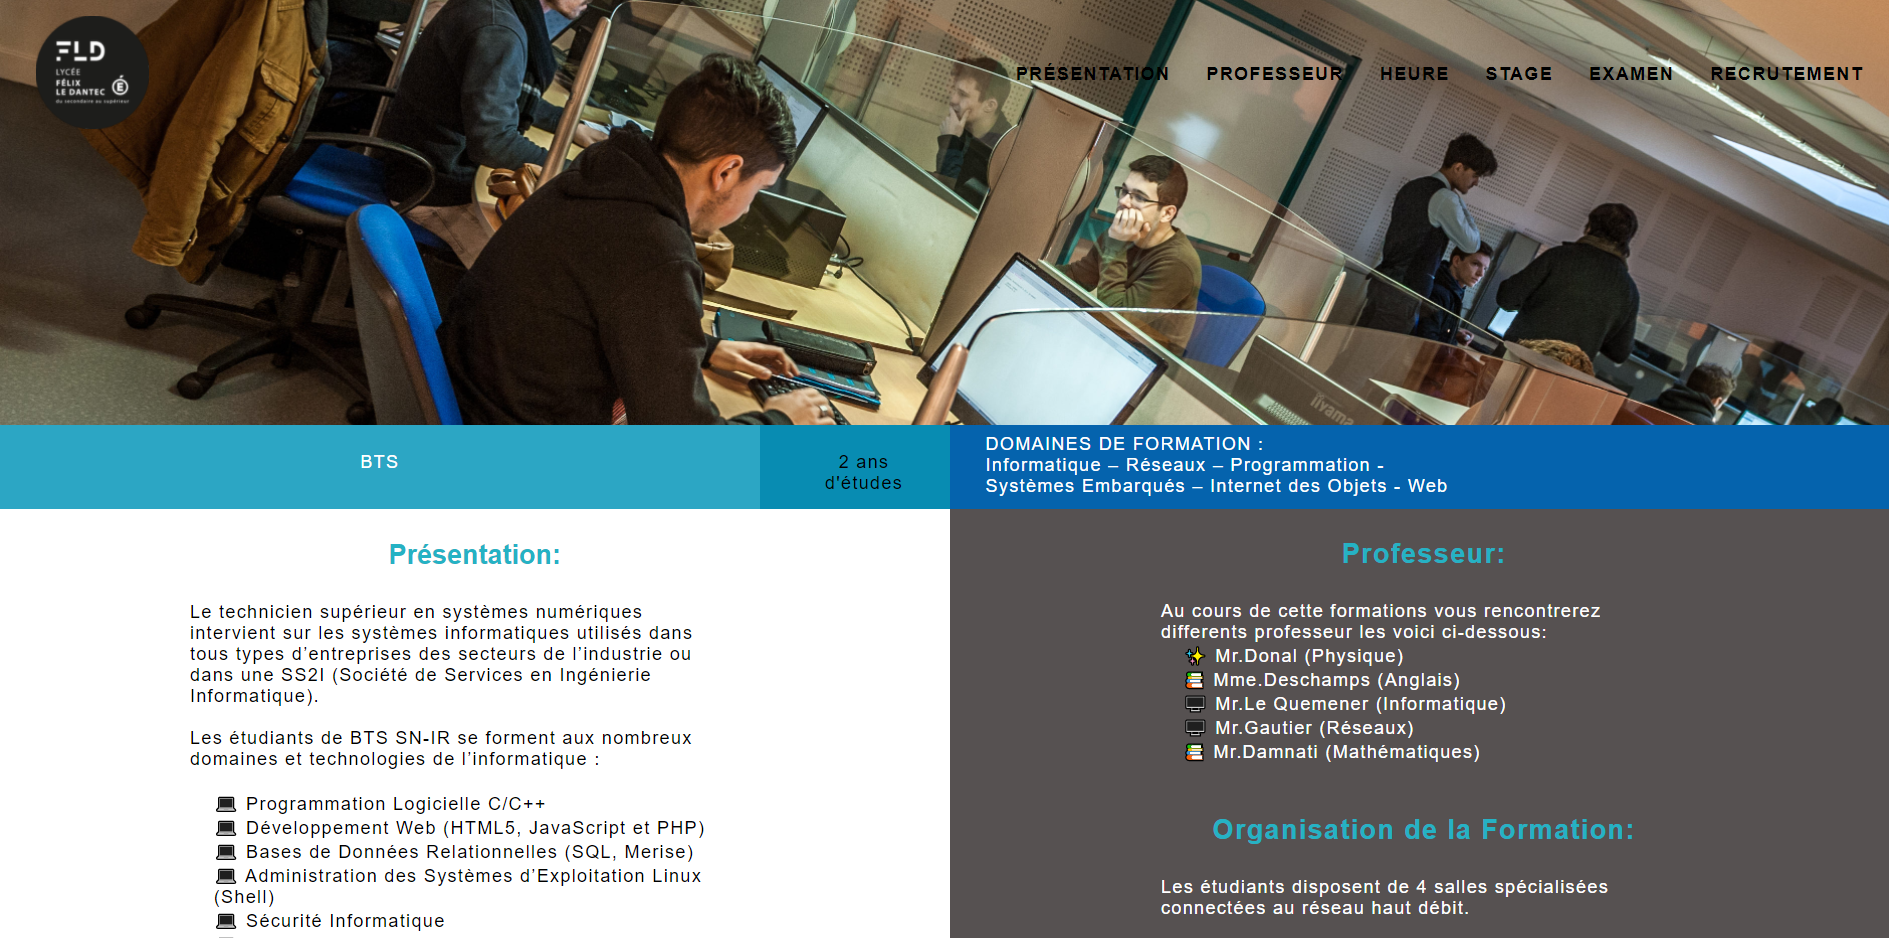 FLD
LYCÉE
FÉLIX
LE DANTEC
du secondaire au supérieur
PRÉSENTATION PROFESSEUR HEURE STAGE EXAMEN RECRUTEMENT
iiyama
BTS
2 ans
d'études
DOMAINES DE FORMATION :
Informatique – Réseaux – Programmation -
Systèmes Embarqués – Internet des Objets - Web
Présentation:
Le technicien supérieur en systèmes numériques
intervient sur les systèmes informatiques utilisés dans
tous types d’entreprises des secteurs de l’industrie ou
dans une SS2I (Société de Services en Ingénierie
Informatique).
Les étudiants de BTS SN-IR se forment aux nombreux
domaines et technologies de l’informatique :
Programmation Logicielle C/C++
Développement Web (HTML5, JavaScript et PHP)
Bases de Données Relationnelles (SQL, Merise)
Administration des Systèmes d’Exploitation Linux
(Shell)
Sécurité Informatique
Professeur:
Au cours de cette formations vous rencontrerez
differents professeur les voici ci-dessous:
Mr.Donal (Physique)
Mme.Deschamps (Anglais)
Mr.Le Quemener (Informatique)
Mr.Gautier (Réseaux)
Mr.Damnati (Mathématiques)
Organisation de la Formation:
Les étudiants disposent de 4 salles spécialisées
connectées au réseau haut débit.